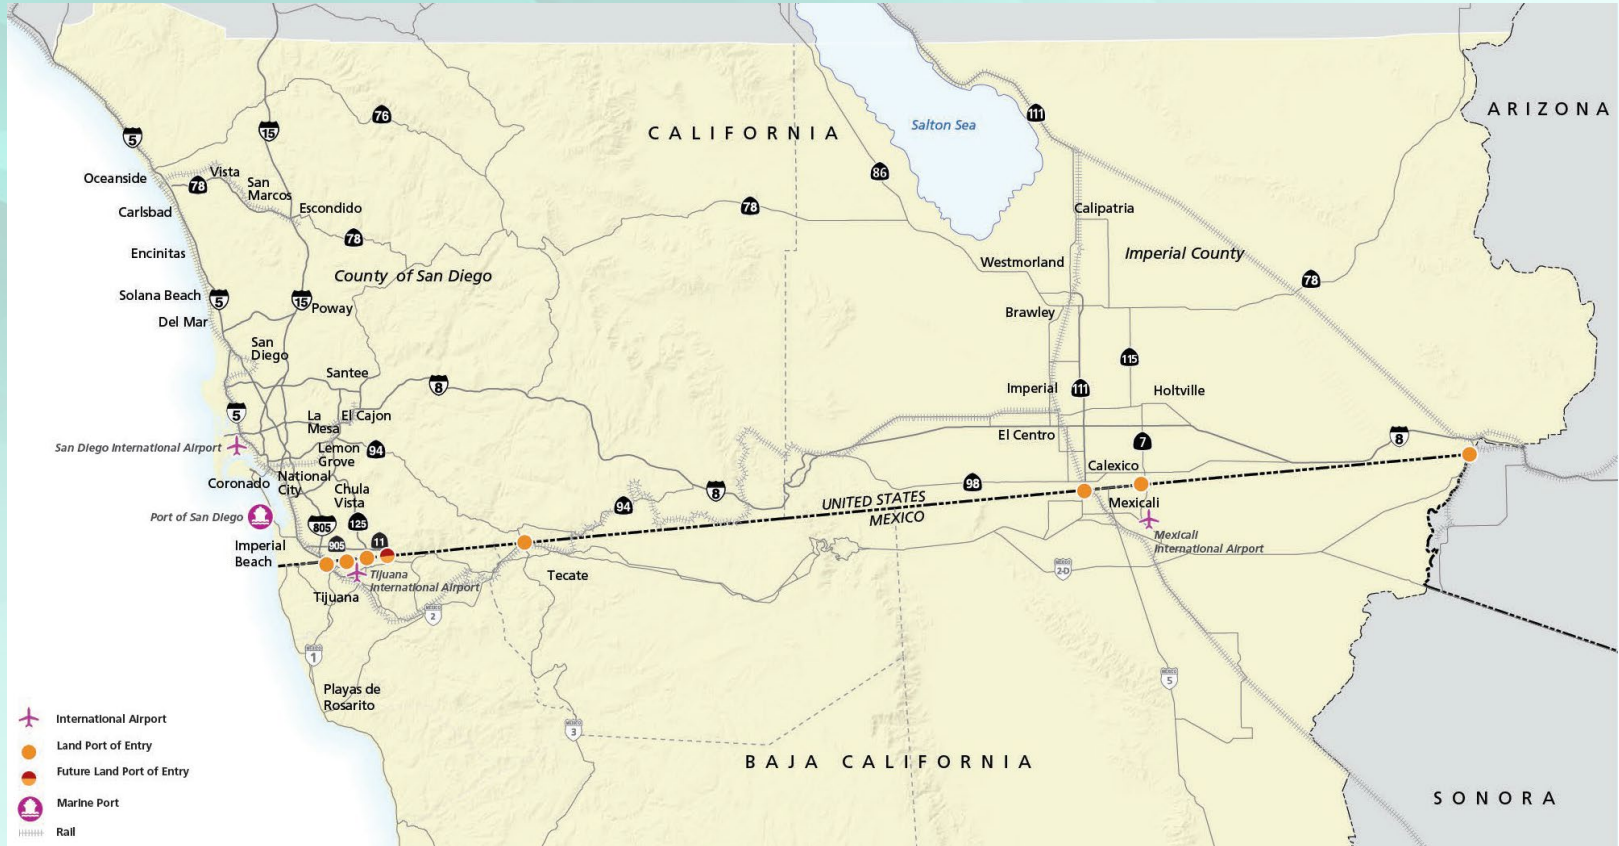 ARIZONA
76
111
15
CALIFORNIA
Salton Sea
5
86
Oceanside
Vista
78
San
Marcos
Escondido
78
Calipatria
Carlsbad
78
Encinitas
County of San Diego
Westmorland
Imperial County
78
Solana Beach
5
15
Poway
Brawley
Del Mar
San
Diego
115
Santee
8
Imperial
111
Holtville
5
La
Mesa
El Cajon
El Centro
8
San Diego International Airport
Lemon
Grove
94
7
Calexico
Coronado
National
City
Chula
Vista
98
8
94
UNITED STATES
MEXICO
Mexicali
Port of San Diego
805
125
Mexicali
International Airport
Imperial
Beach
905
11
Tijuana
International Airport
Tecate
MEXICO
2-D
Tijuana
MEXICO
2
MEXICO
1
MEXICO
5
Playas de
Rosarito
MEXICO
3
BAJA CALIFORNIA
SONORA
International Airport
Land Port of Entry
Future Land Port of Entry
Marine Port
Rail